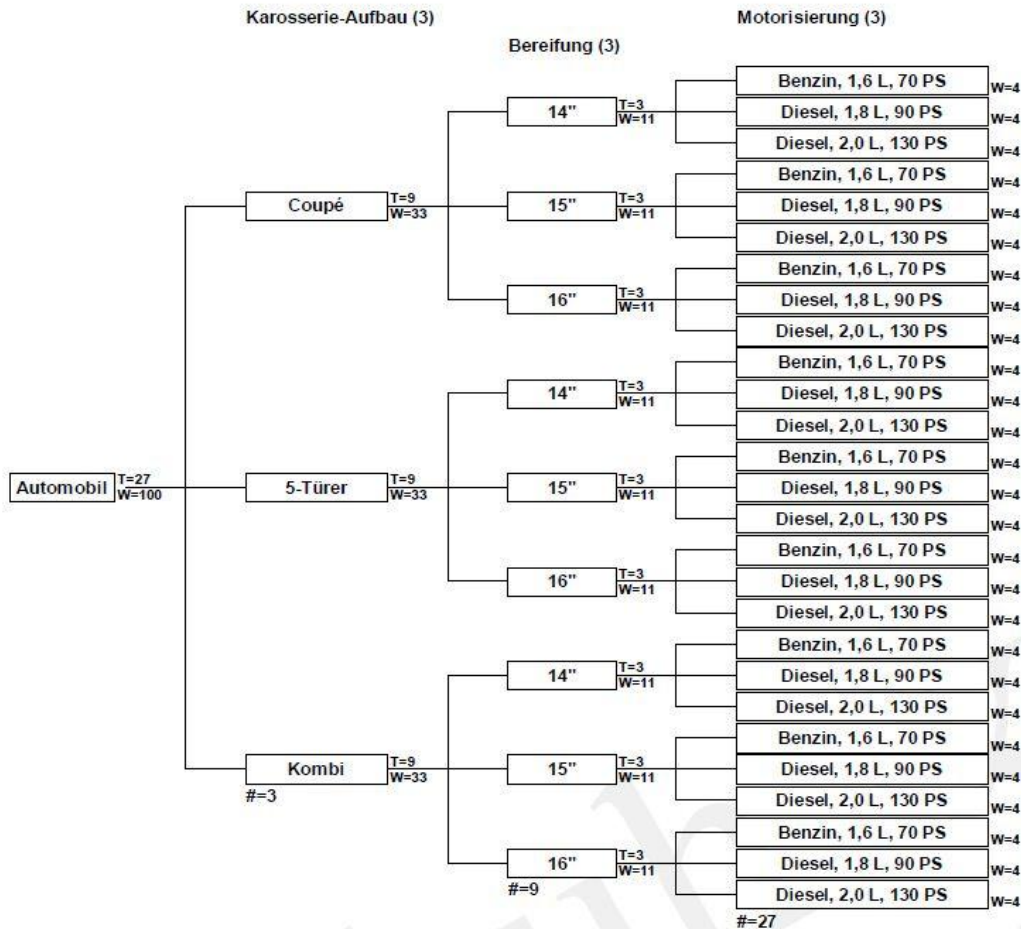 Karosserie-Aufbau (3)
Motorisierung (3)
Bereifung (3)
Benzin, 1,6 L, 70 PS
W=4
14"
T=3
W=11
Diesel, 1,8 L, 90 PS
W=4
Diesel, 2,0 L, 130 PS
W=4
Benzin, 1,6 L, 70 PS
W=4
Coupé
T=9
W=33
15"
T=3
W=11
Diesel, 1,8 L, 90 PS
W=4
Diesel, 2,0 L, 130 PS
W=4
Benzin, 1,6 L, 70 PS
W=4
16"
T=3
W=11
Diesel, 1,8 L, 90 PS
W=4
Diesel, 2,0 L, 130 PS
W=4
Benzin, 1,6 L, 70 PS
W=4
14"
T=3
W=11
Diesel, 1,8 L, 90 PS
W=4
Diesel, 2,0 L, 130 PS
W=4
Benzin, 1,6 L, 70 PS
W=4
Automobil
T=27
W=100
5-Türer
T=9
W=33
15"
T=3
W=11
Diesel, 1,8 L, 90 PS
W=4
Diesel, 2,0 L, 130 PS
W=4
Benzin, 1,6 L, 70 PS
W=4
16"
T=3
W=11
Diesel, 1,8 L, 90 PS
W=4
Diesel, 2,0 L, 130 PS
W=4
Benzin, 1,6 L, 70 PS
W=4
14"
T=3
W=11
Diesel, 1,8 L, 90 PS
W=4
Diesel, 2,0 L, 130 PS
W=4
Benzin, 1,6 L, 70 PS
W=4
Kombi
T=9
W=33
#=3
15"
T=3
W=11
Diesel, 1,8 L, 90 PS
W=4
Diesel, 2,0 L, 130 PS
W=4
Benzin, 1,6 L, 70 PS
W=4
16"
T=3
W=11
#=9
Diesel, 1,8 L, 90 PS
W=4
Diesel, 2,0 L, 130 PS
W=4
#=27